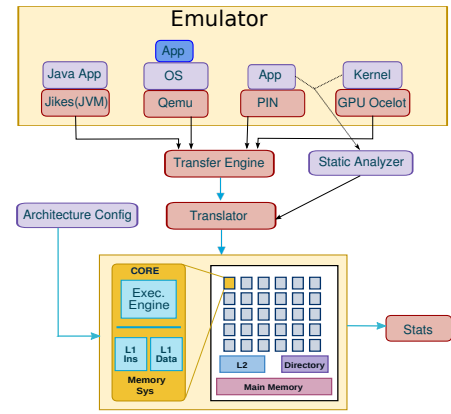 Emulator
App
Java App
OS
App
Kernel
Jikes(JVM)
Qemu
PIN
GPU Ocelot
Transfer Engine
Static Analyzer
Architecture Config
Translator
CORE
Exec.
Engine
L1
Ins
L1
Data
Memory
Sys
L2
Directory
Main Memory
Stats